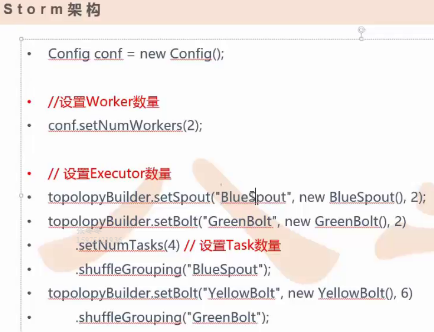 Storm架构
• Config conf = new Config();
• //设置Worker数量
• conf.setNumWorkers(2);
• // 设置Executor数量
• topolopyBuilder.setSpout("BlueSpout", new BlueSpout(), 2);
• topolopyBuilder.setBolt("GreenBolt", new GreenBolt(), 2)
• .setNumTasks(4) // 设置Task数量
• .shuffleGrouping("BlueSpout");
• topolopyBuilder.setBolt("YellowBolt", new YellowBolt(), 6)
• .shuffleGrouping("GreenBolt");